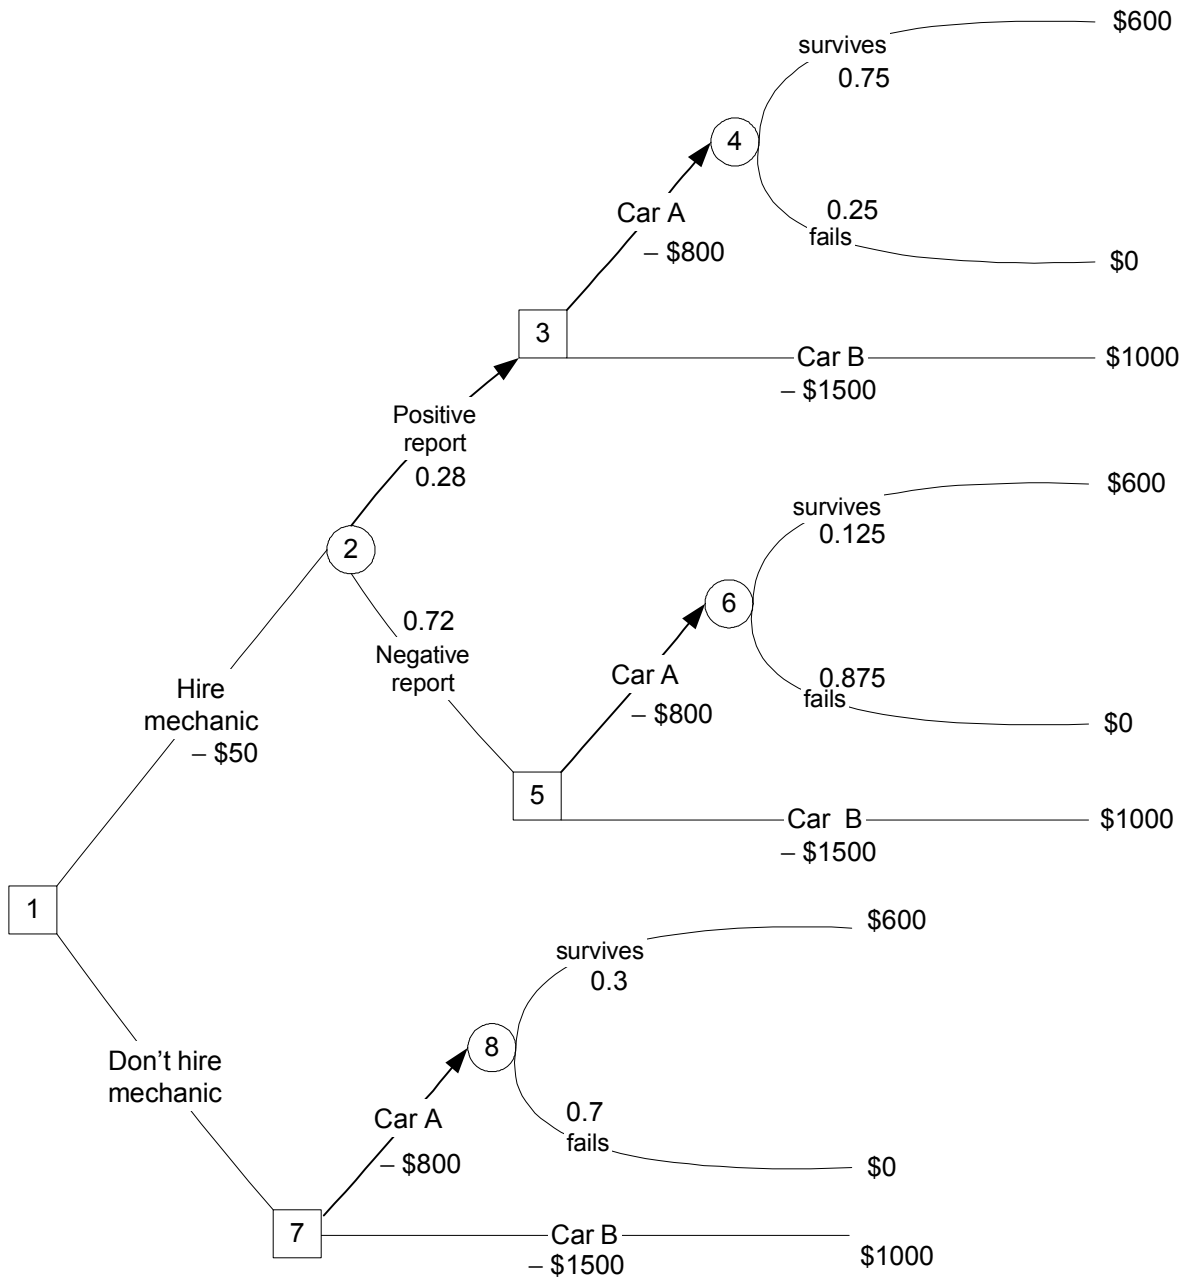 $600
survives
0.75
4
Car A
– $800
0.25
fails
$0
3
Car B
– $1500
$1000
Positive
report
0.28
2
$600
survives
0.125
6
0.72
Negative
report
Car A
– $800
0.875
fails
$0
Hire
mechanic
– $50
5
Car B
– $1500
$1000
1
$600
survives
0.3
8
Don't hire
mechanic
Car A
– $800
0.7
fails
$0
7
Car B
– $1500
$1000